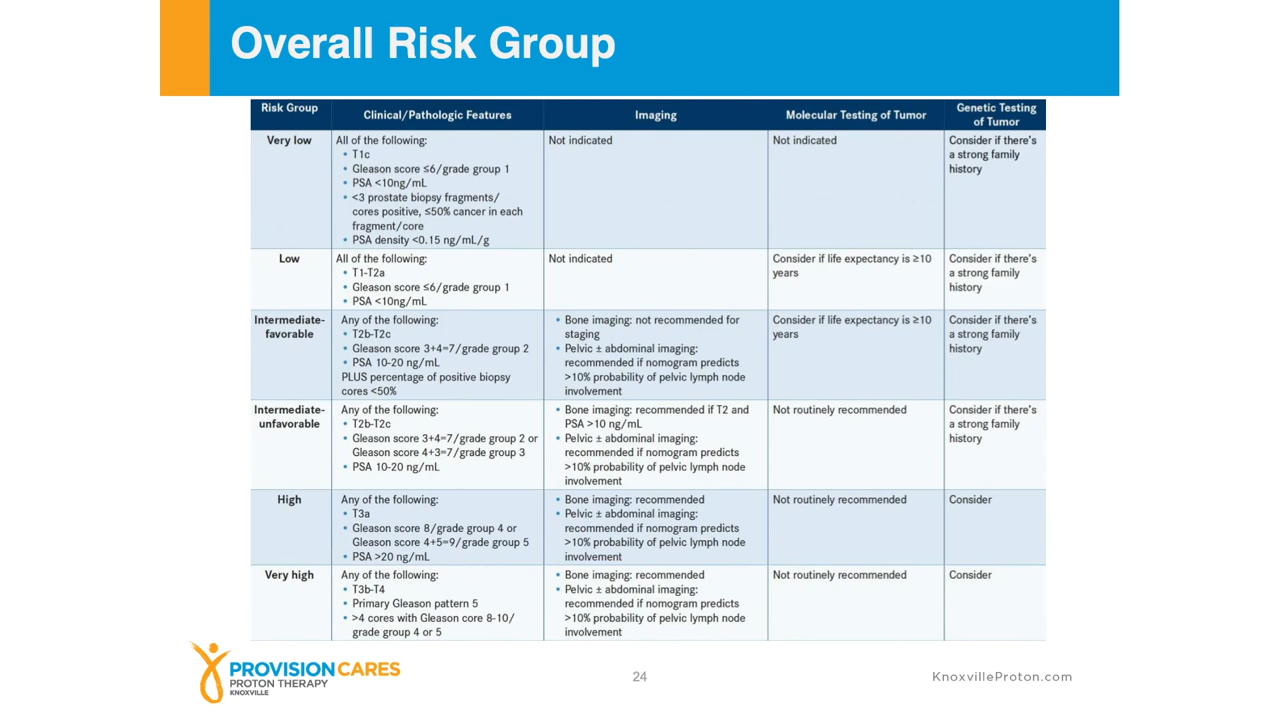 Overall Risk Group
Risk Group
Clinical/Pathologic Features
Imaging
Molecular Testing of Tumor
Genetic Testing
of Tumor
Very low
All of the following:
• T1c
• Gleason score ≤6/grade group 1
• PSA <10ng/mL
• <3 prostate biopsy fragments/
cores positive, ≤50% cancer in each
fragment/core
• PSA density <0.15 ng/mL/g
Not indicated
Not indicated
Consider if there's
a strong family
history
Low
All of the following:
• T1-T2a
• Gleason score ≤6/grade group 1
• PSA <10ng/mL
Not indicated
Consider if life expectancy is ≥10
years
Consider if there's
a strong family
history
Intermediate-
favorable
Any of the following:
• T2b-T2c
• Gleason score 3+4=7/grade group 2
• PSA 10-20 ng/mL
PLUS percentage of positive biopsy
cores <50%
• Bone imaging: not recommended for
staging
• Pelvic ± abdominal imaging:
recommended if nomogram predicts
>10% probability of pelvic lymph node
involvement
Consider if life expectancy is ≥10
years
Consider if there's
a strong family
history
Intermediate-
unfavorable
Any of the following:
• T2b-T2c
• Gleason score 3+4=7/grade group 2 or
Gleason score 4+3=7/grade group 3
• PSA 10-20 ng/mL
• Bone imaging: recommended if T2 and
PSA >10 ng/mL
• Pelvic ± abdominal imaging:
recommended if nomogram predicts
>10% probability of pelvic lymph node
involvement
Not routinely recommended
Consider if there's
a strong family
history
High
Any of the following:
• T3a
• Gleason score 8/grade group 4 or
Gleason score 4+5=9/grade group 5
• PSA >20 ng/mL
• Bone imaging: recommended
• Pelvic ± abdominal imaging:
recommended if nomogram predicts
>10% probability of pelvic lymph node
involvement
Not routinely recommended
Consider
Very high
Any of the following:
• T3b-T4
• Primary Gleason pattern 5
• >4 cores with Gleason core 8-10/
grade group 4 or 5
• Bone imaging: recommended
• Pelvic ± abdominal imaging:
recommended if nomogram predicts
>10% probability of pelvic lymph node
involvement
Not routinely recommended
Consider
PROVISION CARES
PROTON THERAPY
KNOXVILLE
24
KnoxvilleProton.com